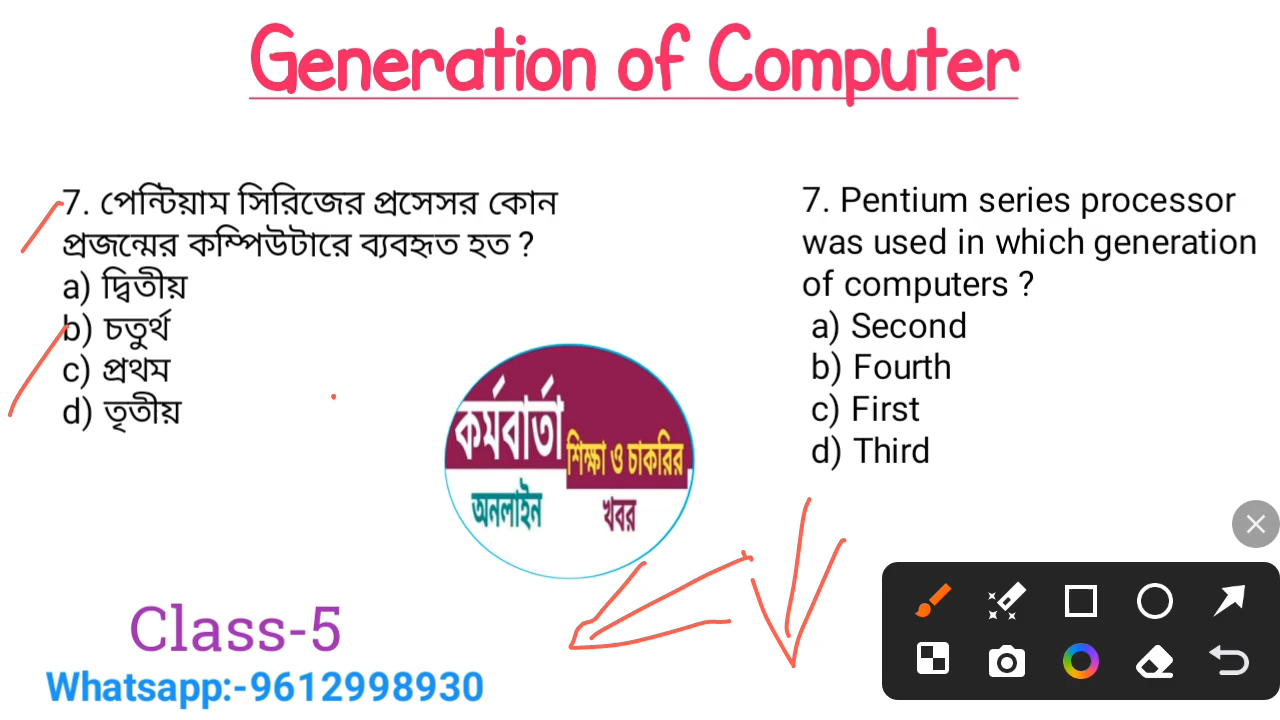 Generation of Computer
7. পেন্টিয়াম সিরিজের প্রসেসর কোন
প্রজন্মের কম্পিউটারে ব্যবহৃত হত ?
a) দ্বিতীয়
b) চতুর্থ
c) প্রথম
d) তৃতীয়
7. Pentium series processor
was used in which generation
of computers ?
a) Second
b) Fourth
c) First
d) Third
কর্মবার্তা
শিক্ষা ও চাকরির
অনলাইন খবর
Class-5
Whatsapp:-9612998930